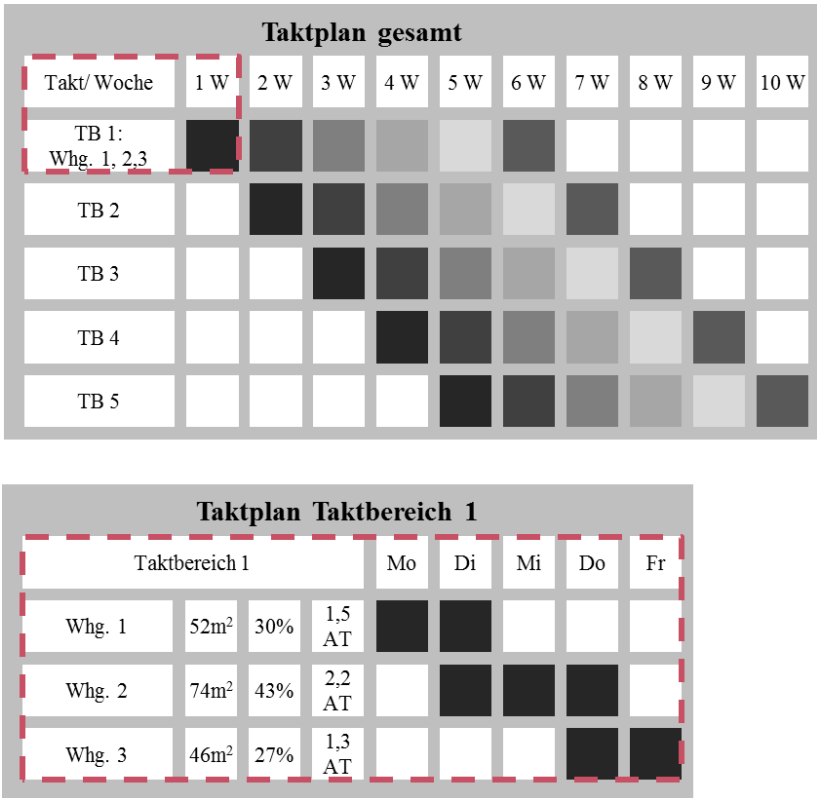 Taktplan gesamt
Takt/ Woche 1 W 2 W 3 W 4 W 5 W 6 W 7 W 8 W 9 W 10 W
TB 1:
Whg. 1, 2,3
TB 2
TB 3
TB 4
TB 5
Taktplan Taktbereich 1
Taktbereich 1 Mo Di Mi Do Fr
Whg. 1 52m² 30% 1,5
AT
Whg. 2 74m² 43% 2,2
AT
Whg. 3 46m² 27% 1,3
AT